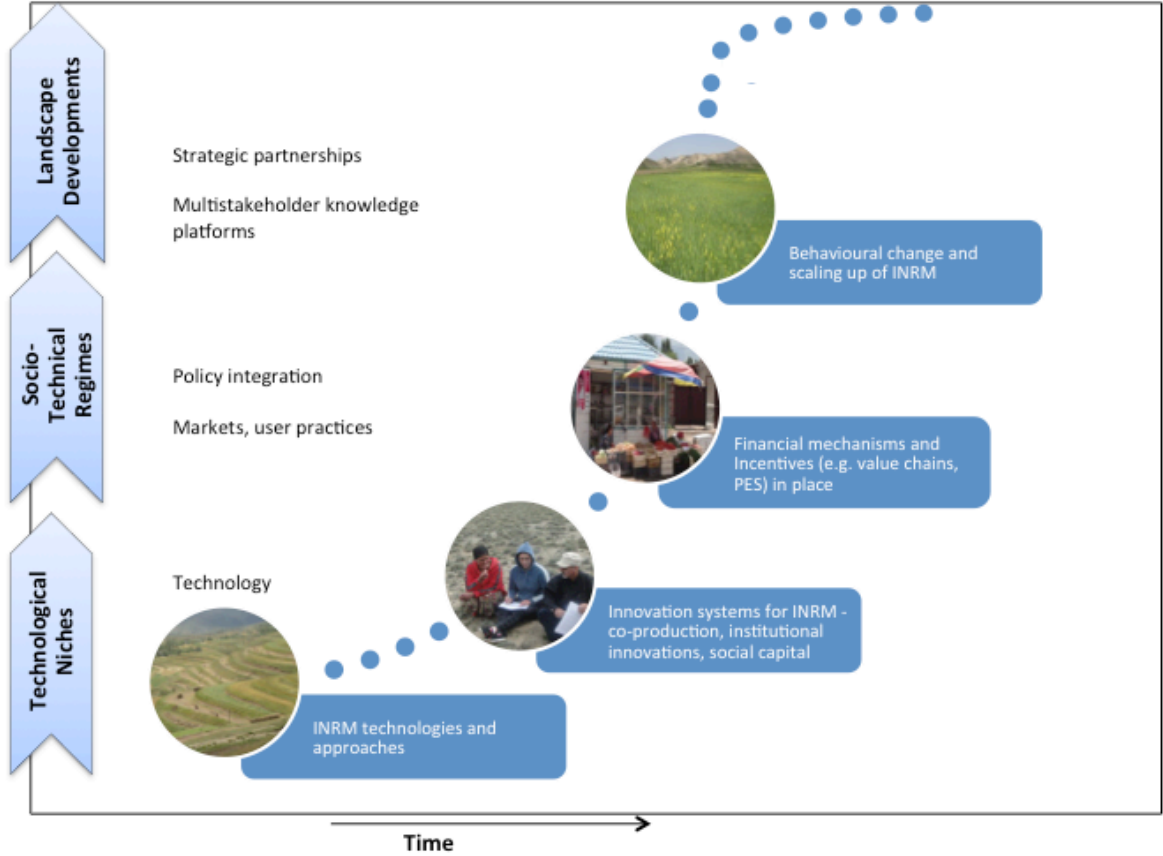 Landscape
Developments
Strategic partnerships
Multistakeholder knowledge
platforms
Behavioural change and
scaling up of INRM
Socio-
Technical
Regimes
Policy integration
Markets, user practices
Financial mechanisms and
Incentives (e.g. value chains,
PES) in place
Technological
Niches
Technology
Innovation systems for INRM -
co-production, institutional
innovations, social capital
INRM technologies and
approaches
Time